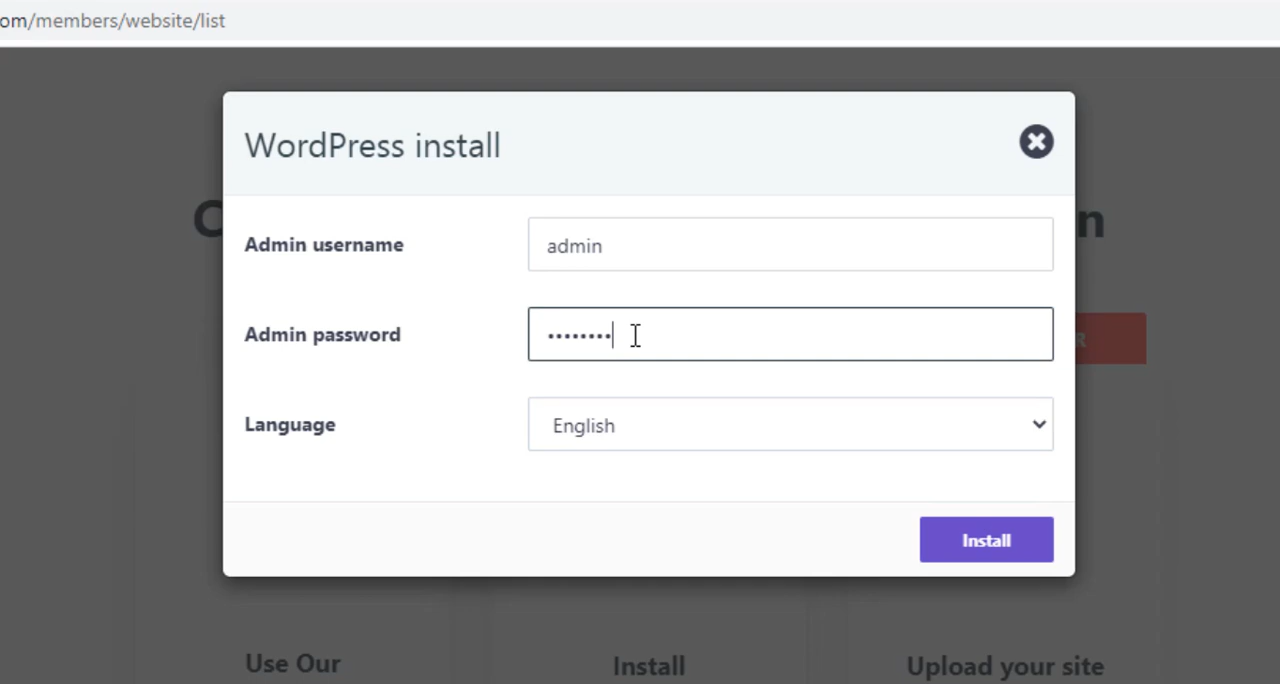 om/members/website/list
WordPress install
Admin username
admin
Admin password
••••••••
Language
English
Install
Use Our
Install
Upload your site